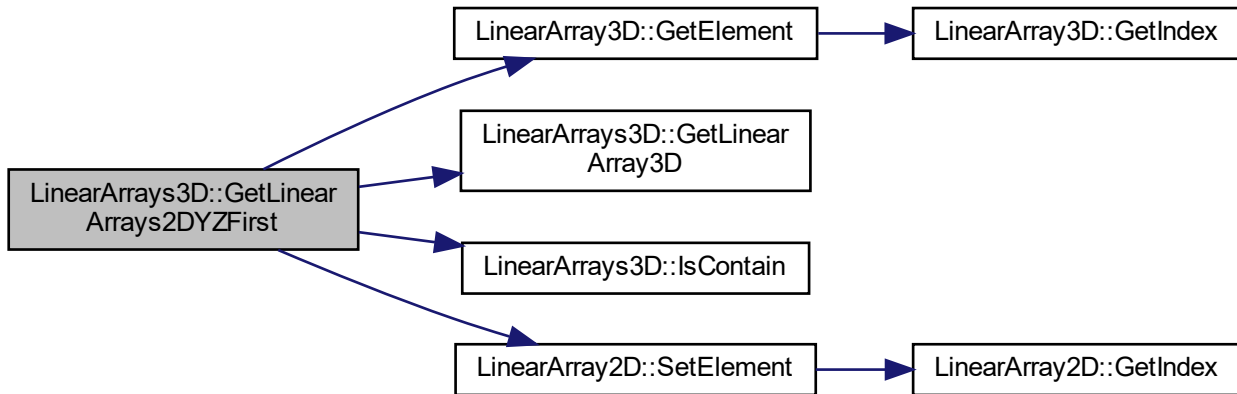 LinearArray3D::GetElement
LinearArray3D::GetIndex
LinearArrays3D::GetLinear
Array3D
LinearArrays3D::GetLinear
Arrays2DYZFirst
LinearArrays3D::IsContain
LinearArray2D::SetElement
LinearArray2D::GetIndex